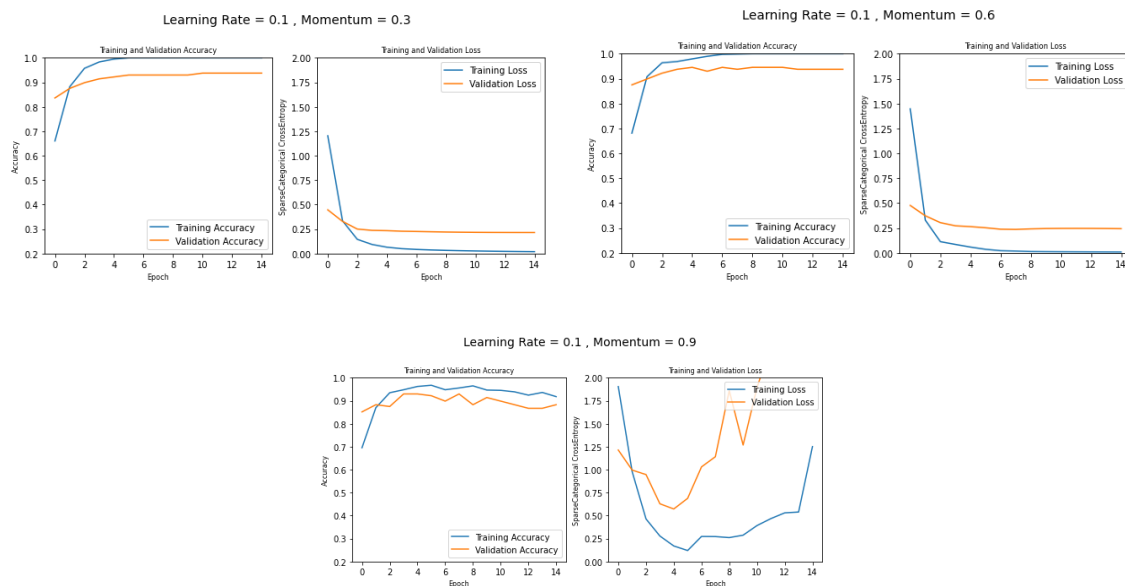 Learning Rate = 0.1 , Momentum = 0.3
Training and Validation Accuracy
Accuracy
1.0
0.9
0.8
0.7
0.6
0.5
0.4
0.3
0.2
Training Accuracy
Validation Accuracy
0 2 4 6 8 10 12 14
Epoch
Training and Validation Loss
SparseCategorical CrossEntropy
2.00
1.75
1.50
1.25
1.00
0.75
0.50
0.25
0.00
Training Loss
Validation Loss
0 2 4 6 8 10 12 14
Epoch
Learning Rate = 0.1 , Momentum = 0.6
Training and Validation Accuracy
Accuracy
1.0
0.9
0.8
0.7
0.6
0.5
0.4
0.3
0.2
Training Accuracy
Validation Accuracy
0 2 4 6 8 10 12 14
Epoch
Training and Validation Loss
SparseCategorical CrossEntropy
2.00
1.75
1.50
1.25
1.00
0.75
0.50
0.25
0.00
Training Loss
Validation Loss
0 2 4 6 8 10 12 14
Epoch
Learning Rate = 0.1 , Momentum = 0.9
Training and Validation Accuracy
Accuracy
1.0
0.9
0.8
0.7
0.6
0.5
0.4
0.3
0.2
Training Accuracy
Validation Accuracy
0 2 4 6 8 10 12 14
Epoch
Training and Validation Loss
SparseCategorical CrossEntropy
2.00
1.75
1.50
1.25
1.00
0.75
0.50
0.25
0.00
Training Loss
Validation Loss
0 2 4 6 8 10 12 14
Epoch